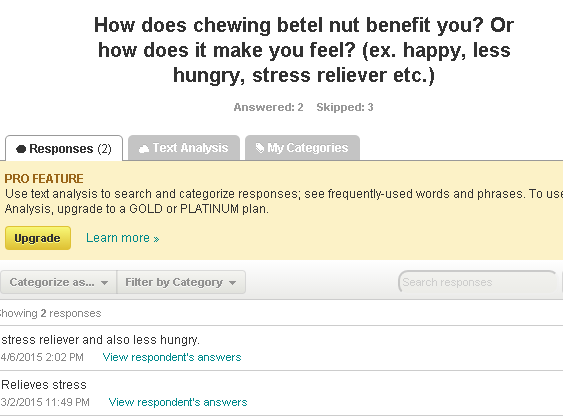 How does chewing betel nut benefit you? Or
how does it make you feel? (ex. happy, less
hungry, stress reliever etc.)
Answered: 2 Skipped: 3
Responses (2) Text Analysis My Categories
PRO FEATURE
Use text analysis to search and categorize responses; see frequently-used words and phrases. To use
Analysis, upgrade to a GOLD or PLATINUM plan.
Upgrade Learn more »
Categorize as... Filter by Category Search responses
Showing 2 responses
stress reliever and also less hungry.
4/6/2015 2:02 PM View respondent's answers
Relieves stress
3/2/2015 11:49 PM View respondent's answers